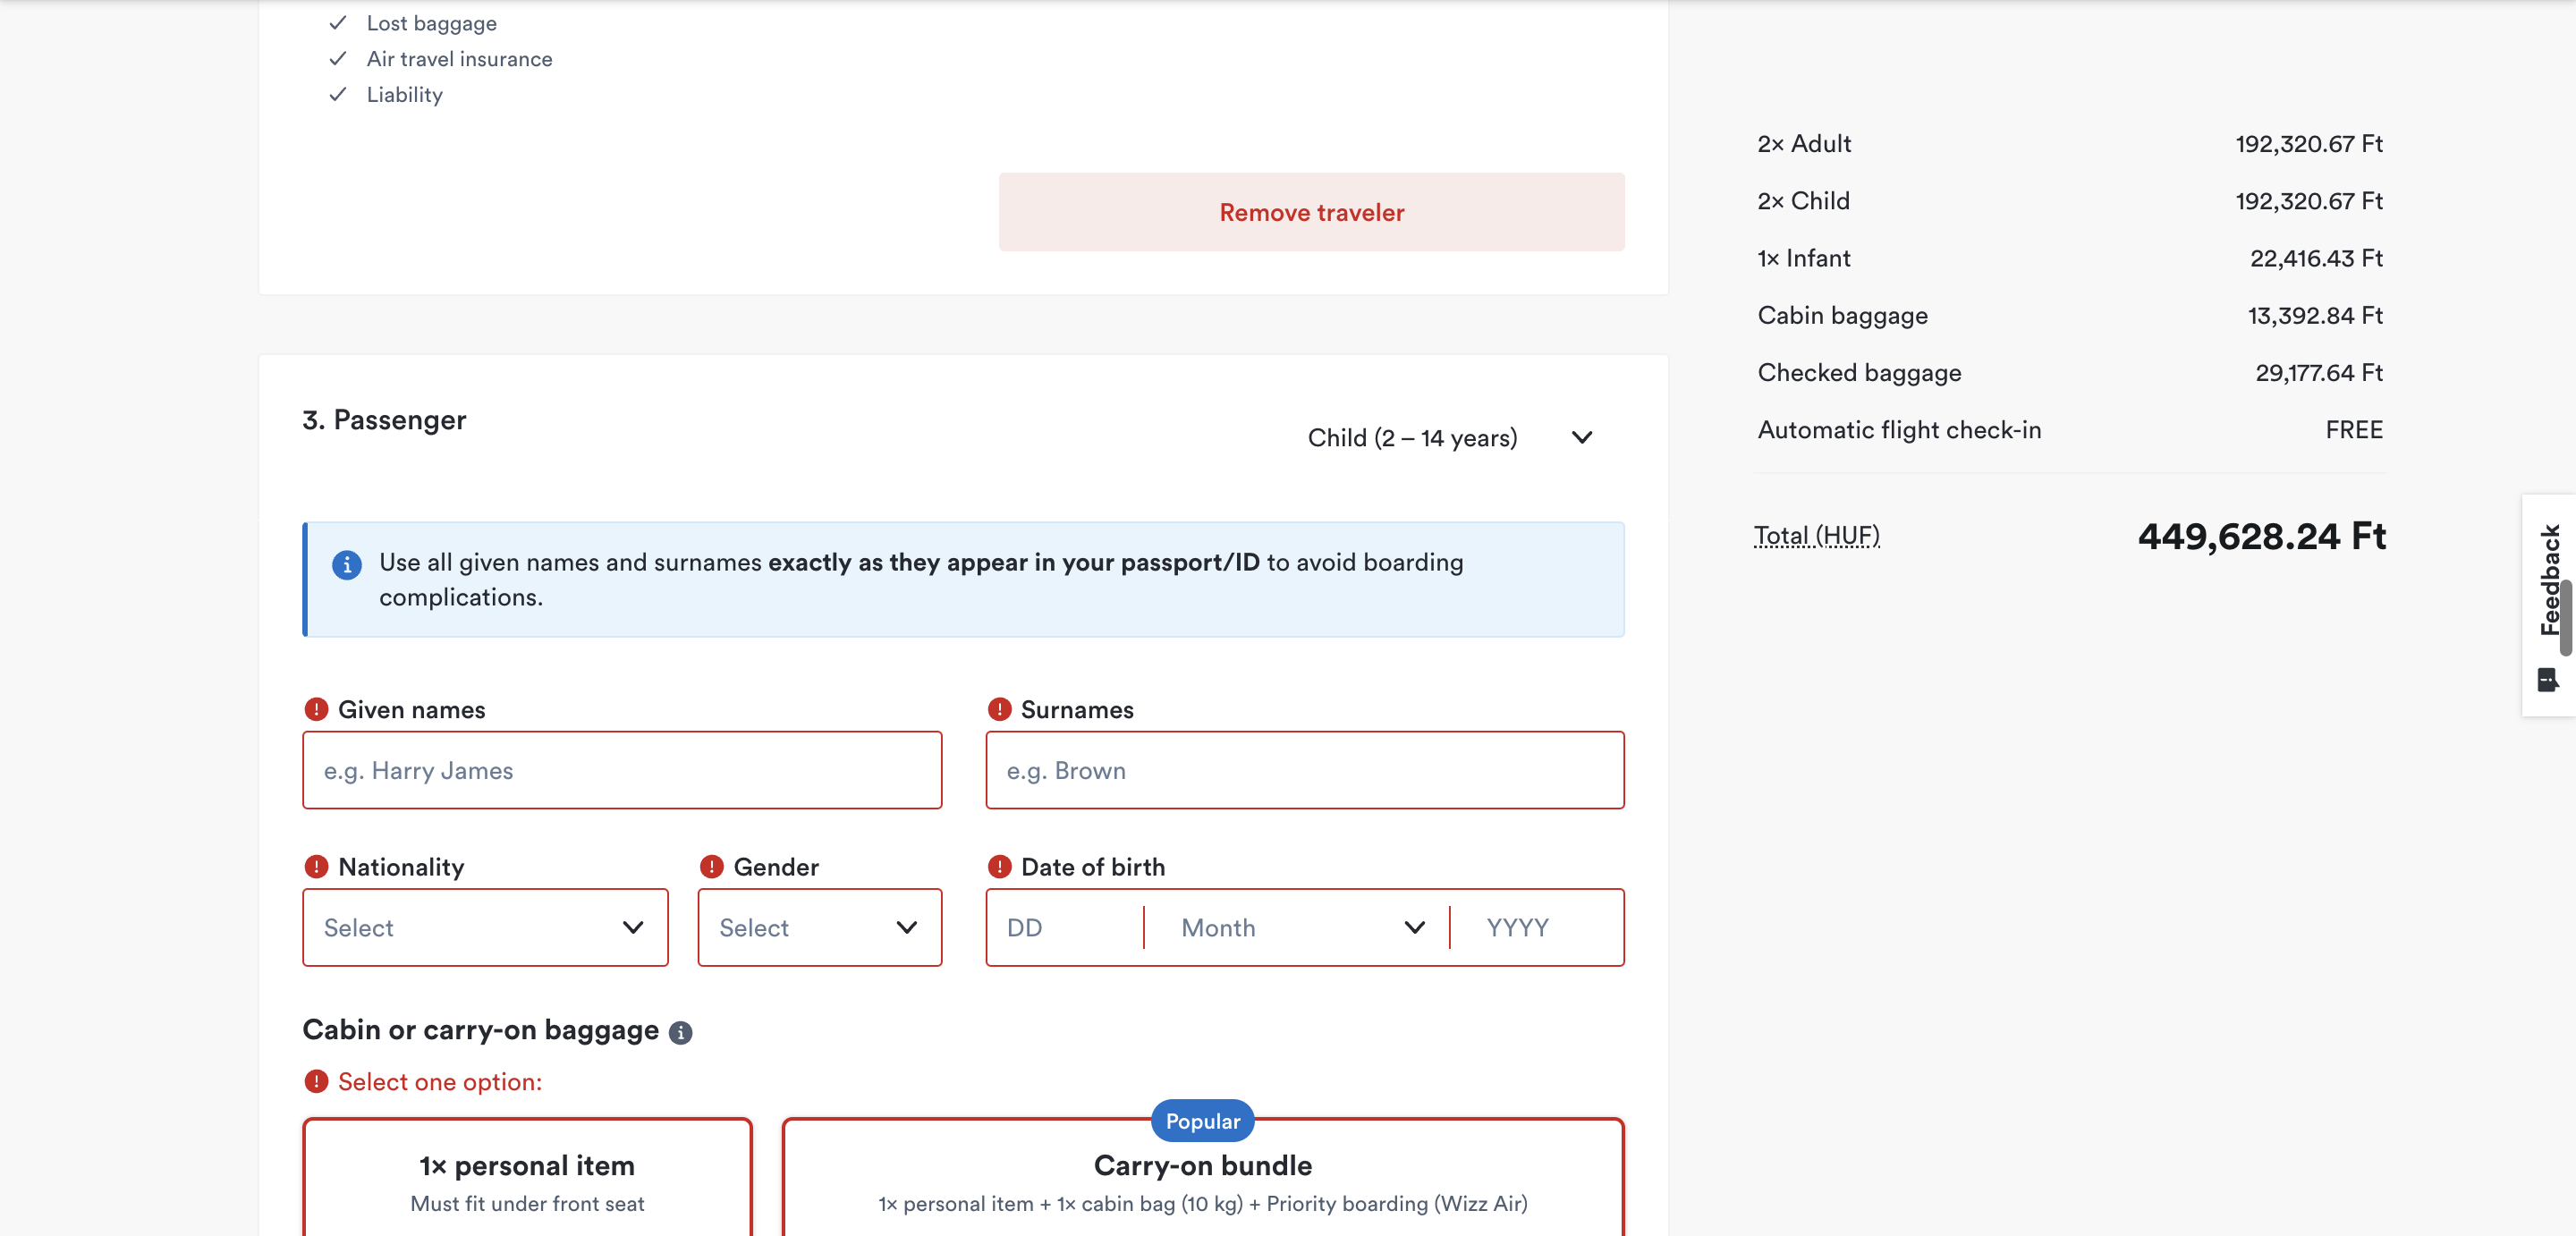 Lost baggage
Air travel insurance
Liability
Remove traveler
2× Adult 192,320.67 Ft
2× Child 192,320.67 Ft
1× Infant 22,416.43 Ft
Cabin baggage 13,392.84 Ft
Checked baggage 29,177.64 Ft
Automatic flight check-in FREE
Total (HUF) 449,628.24 Ft
3. Passenger
Child (2 – 14 years)
Use all given names and surnames exactly as they appear in your passport/ID to avoid boarding
complications.
Given names
e.g. Harry James
Surnames
e.g. Brown
Nationality
Select
Gender
Select
Date of birth
DD Month YYYY
Cabin or carry-on baggage
Select one option:
1× personal item
Must fit under front seat
Popular
Carry-on bundle
1× personal item + 1× cabin bag (10 kg) + Priority boarding (Wizz Air)
Feedback